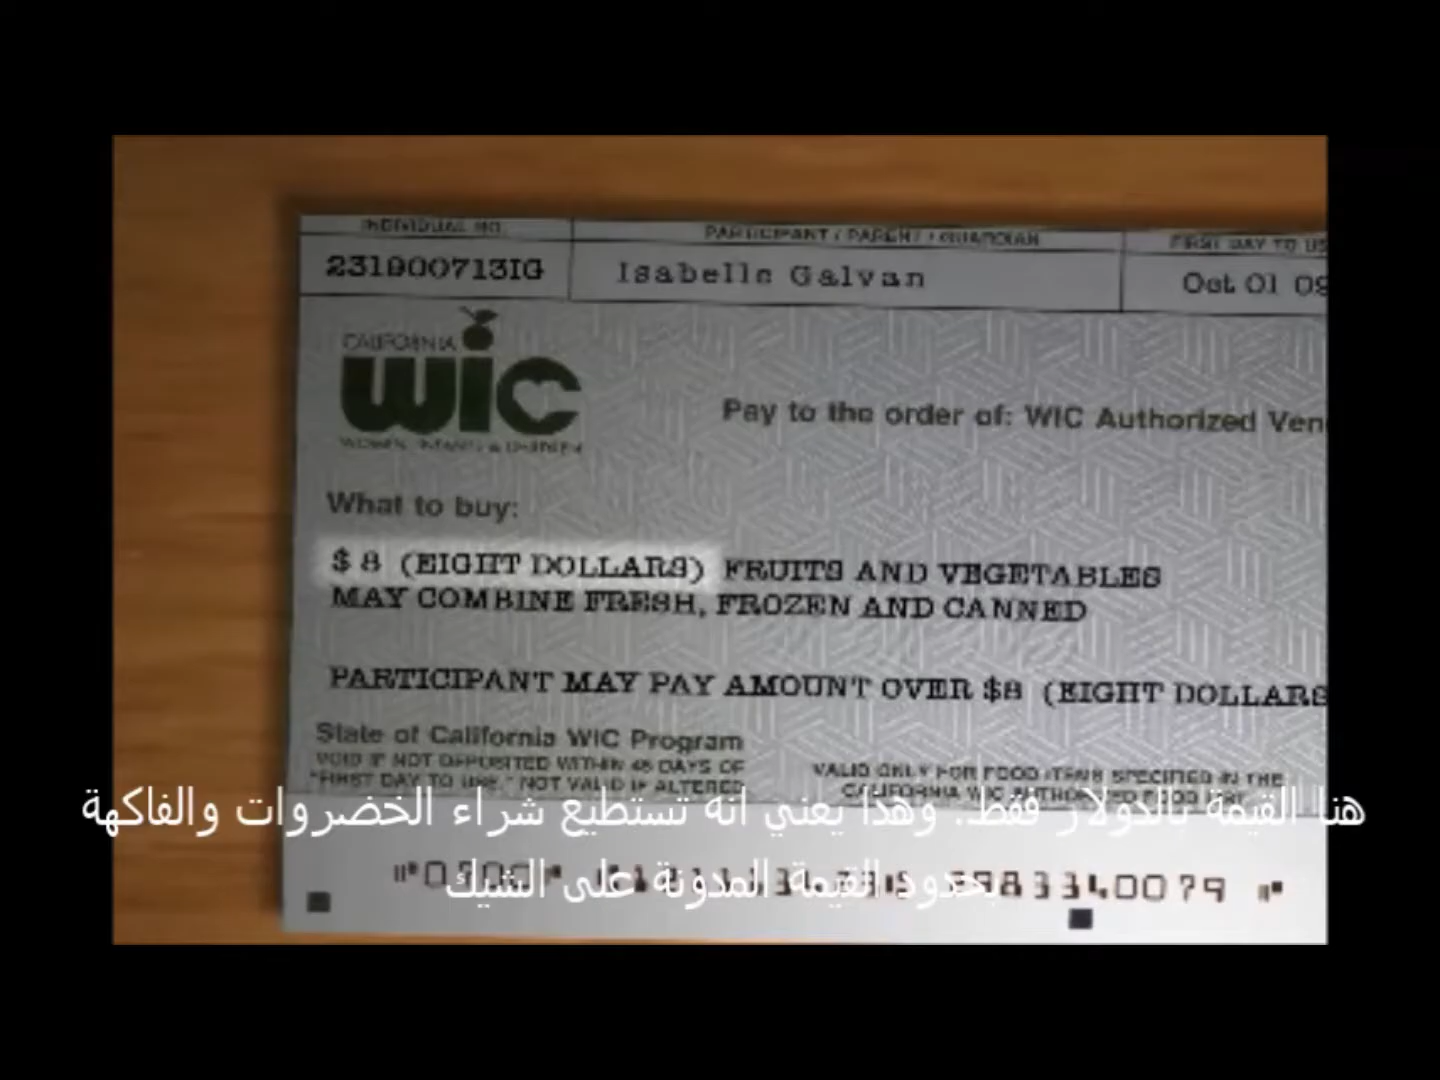 INDIVIDUAL NO.
PARTICIPANT / PARENT / GUARDIAN
FIRST DAY TO US
231900713IG
Isabelle Galvan
Oct 01 09
CALIFORNIA
wic
WOMEN, INFANTS & CHILDREN
Pay to the order of: WIC Authorized Ven
What to buy:
$ 8 (EIGHT DOLLARS) FRUITS AND VEGETABLES
MAY COMBINE FRESH, FROZEN AND CANNED
PARTICIPANT MAY PAY AMOUNT OVER $8 (EIGHT DOLLARS
State of California WIC Program
VOID IF NOT DEPOSITED WITHIN 45 DAYS OF
"FIRST DAY TO USE." NOT VALID IF ALTERED
VALID ONLY FOR FOOD ITEMS SPECIFIED IN THE
CALIFORNIA WIC AUTHORIZED FOOD LIST
هنا القيمة بالدولار فقط. وهذا يعني انه تستطيع شراء الخضروات والفاكهة
بحدود القيمة المدونة على الشيك